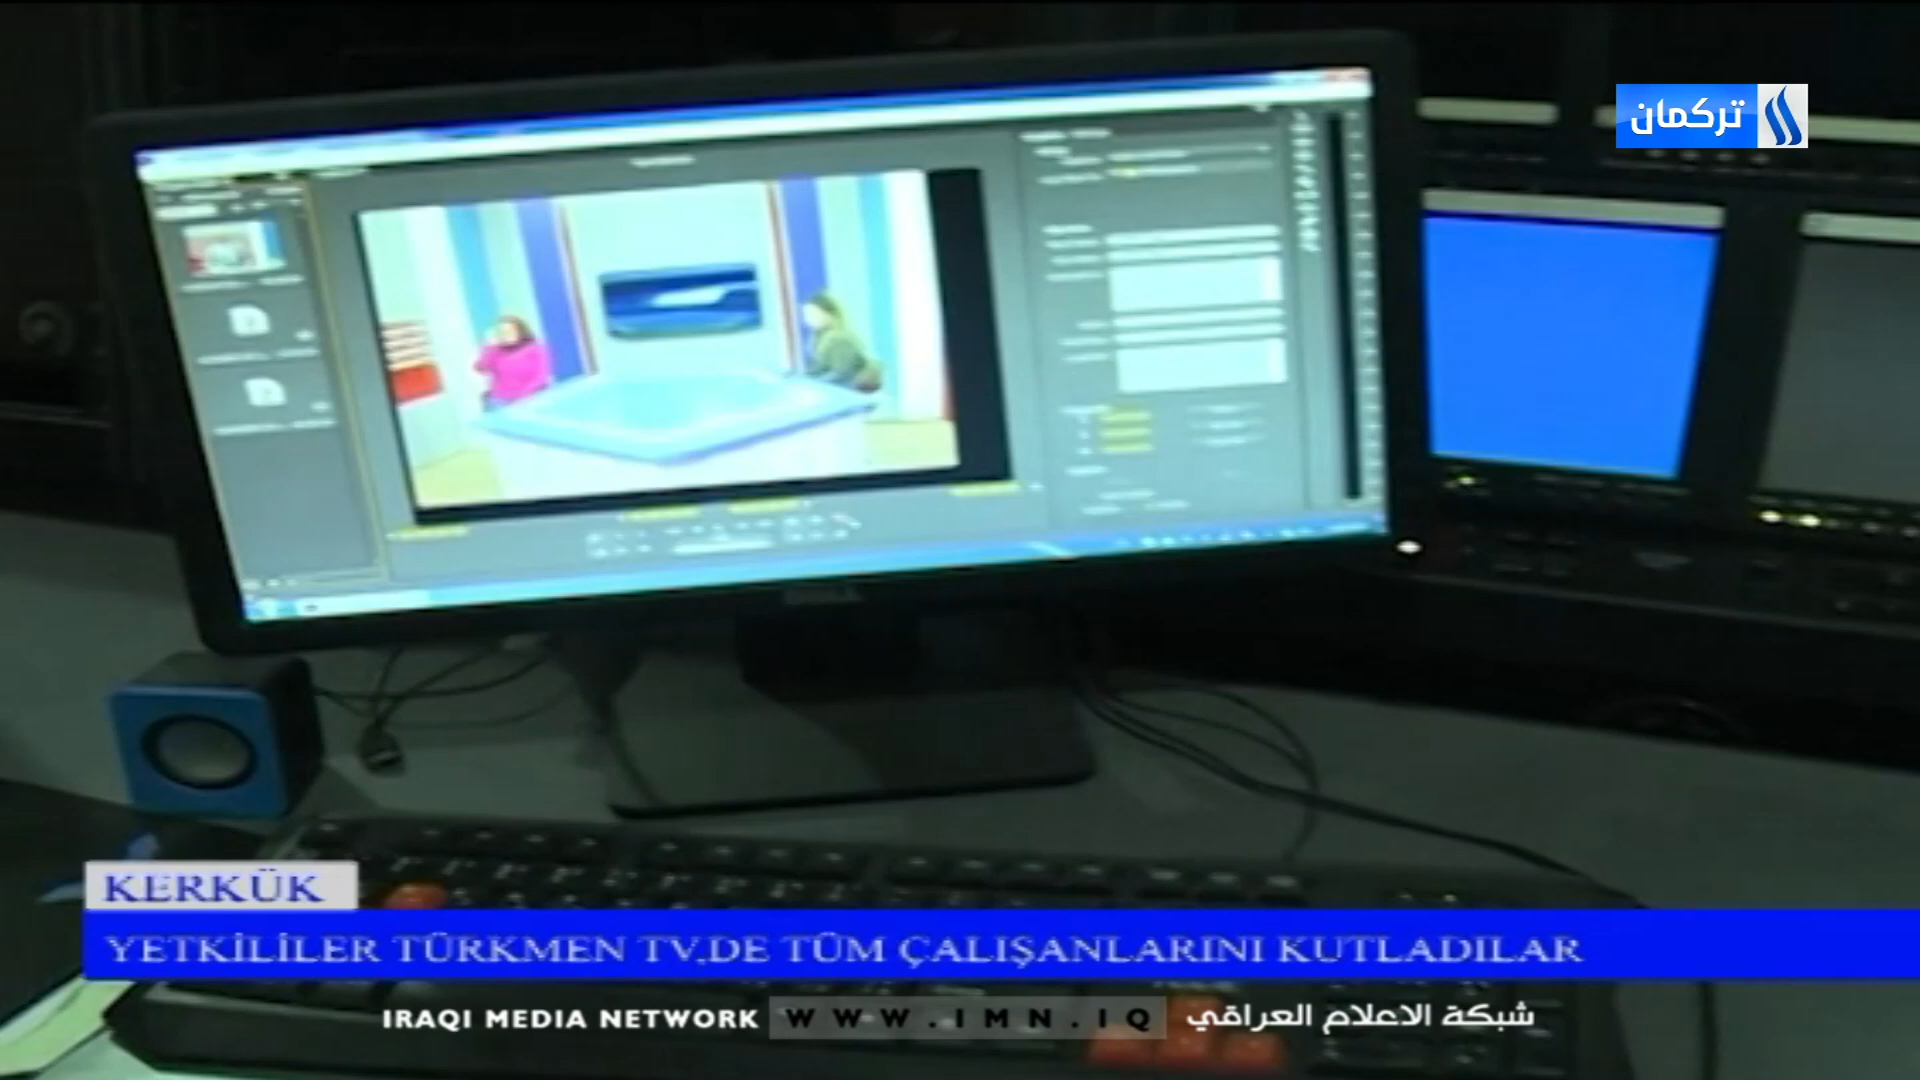 تركمان
KERKÜK
YETKİLİLER TÜRKMEN TV.DE TÜM ÇALIŞANLARINI KUTLADILAR
IRAQI MEDIA NETWORK WWW.IMN.IQ شبكة الاعلام العراقي